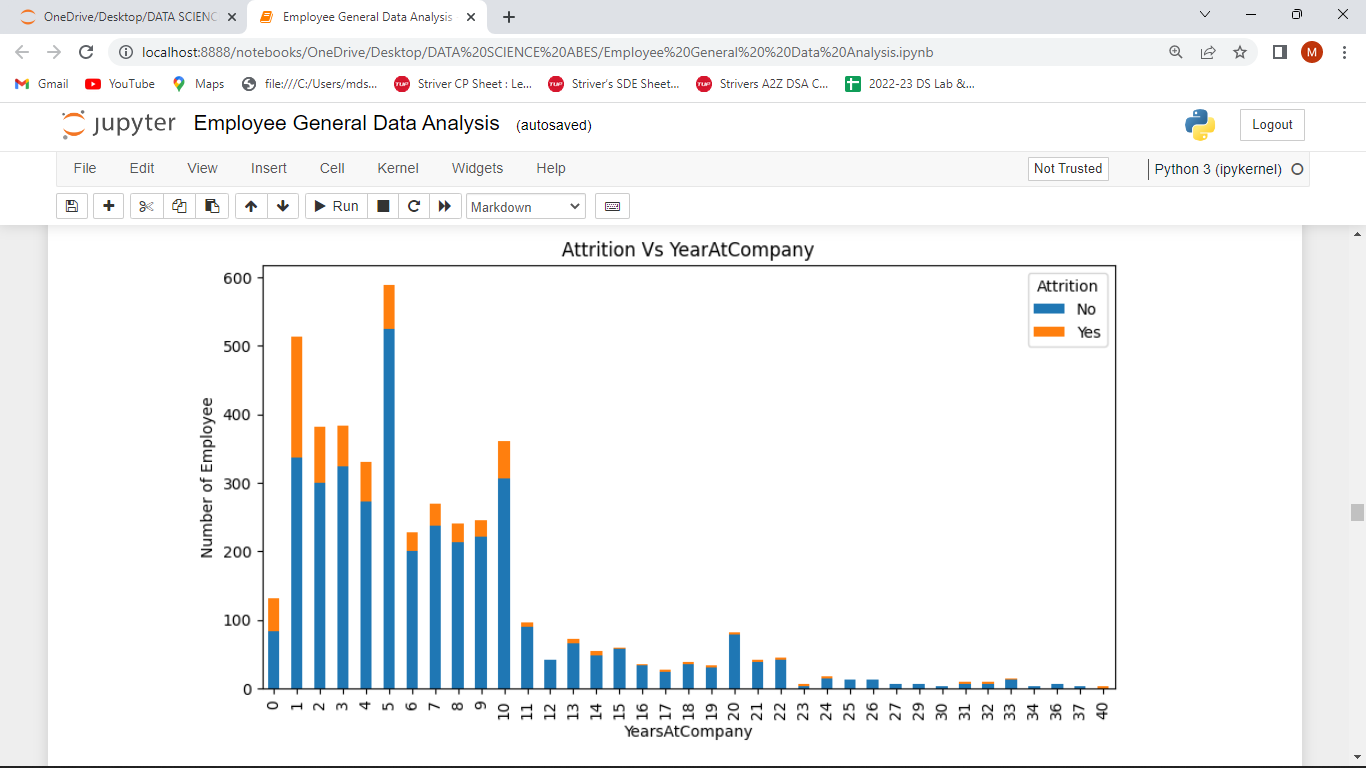 OneDrive/Desktop/DATA SCIENC
Employee General Data Analysis
localhost:8888/notebooks/OneDrive/Desktop/DATA%20SCIENCE%20ABES/Employee%20General%20%20Data%20Analysis.ipynb
M
Gmail
YouTube
Maps
file:///C:/Users/mds...
Striver CP Sheet : Le...
Striver's SDE Sheet...
Strivers A2Z DSA C...
2022-23 DS Lab &...
jupyter Employee General Data Analysis (autosaved)
Logout
File Edit View Insert Cell Kernel Widgets Help
Not Trusted
Python 3 (ipykernel)
Run
Markdown
Attrition Vs YearAtCompany
Attrition
No
Yes
Number of Employee
600
500
400
300
200
100
0
0 1 2 3 4 5 6 7 8 9 10 11 12 13 14 15 16 17 18 19 20 21 22 23 24 25 26 27 29 30 31 32 33 34 36 37 40
YearsAtCompany